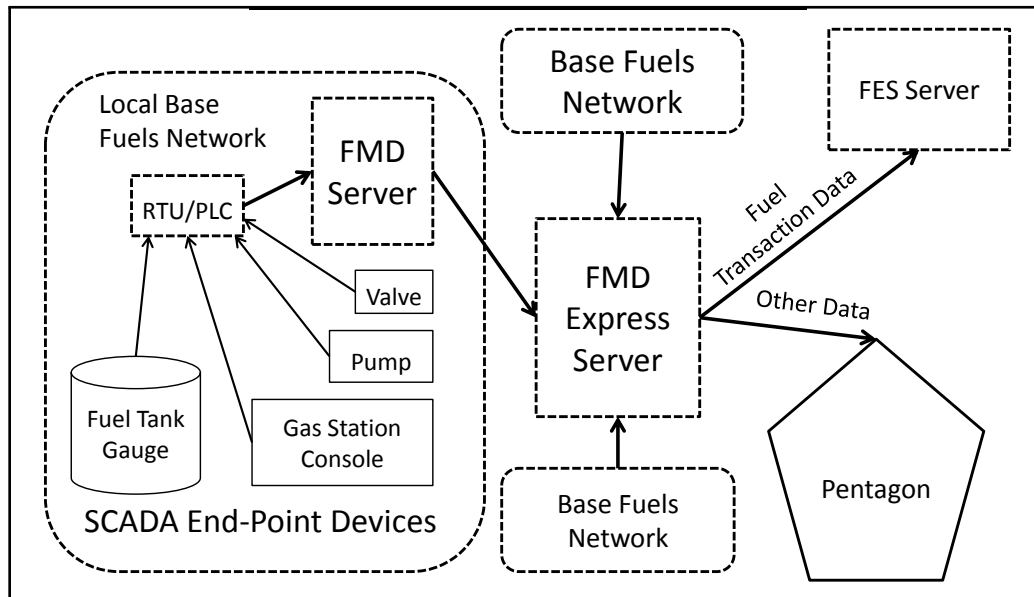 Local Base
Fuels Network
FMD
Server
RTU/PLC
Valve
Pump
Fuel Tank
Gauge
Gas Station
Console
SCADA End-Point Devices
Base Fuels
Network
FMD
Express
Server
Base Fuels
Network
FES Server
Fuel
Transaction Data
Other Data
Pentagon